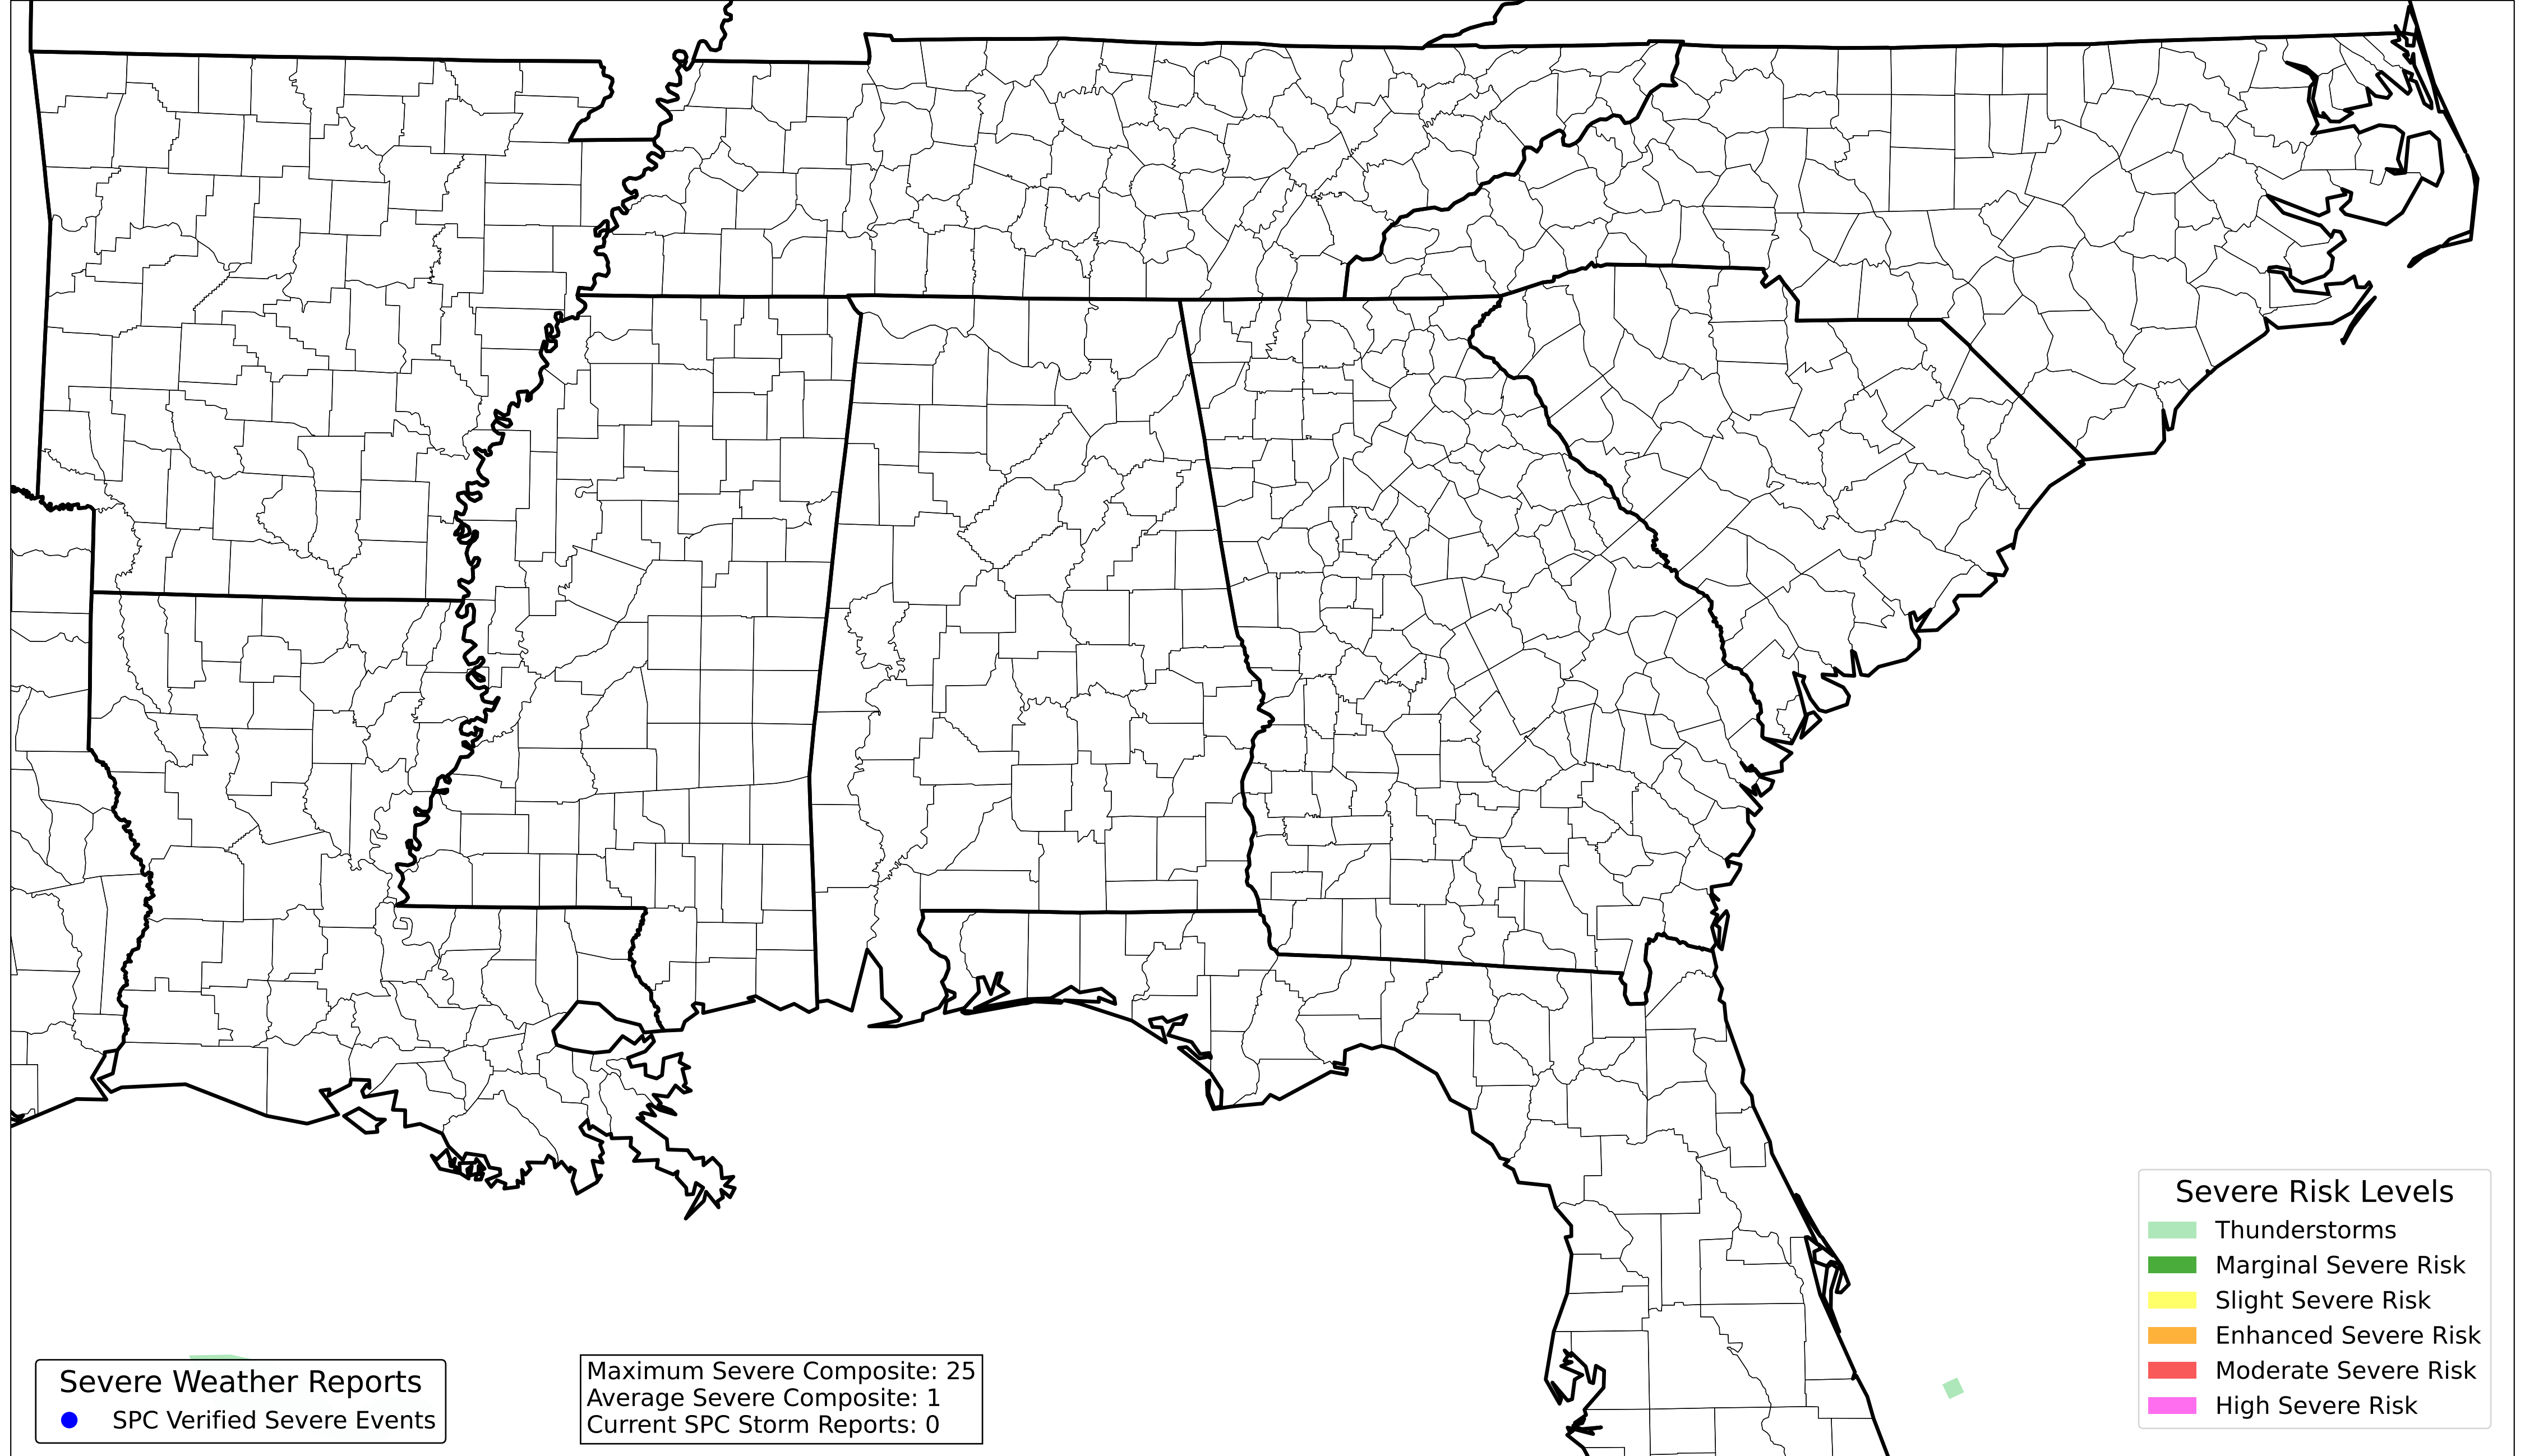 Severe Weather Reports
SPC Verified Severe Events
Maximum Severe Composite: 25
Average Severe Composite: 1
Current SPC Storm Reports: 0
Severe Risk Levels
Thunderstorms
Marginal Severe Risk
Slight Severe Risk
Enhanced Severe Risk
Moderate Severe Risk
High Severe Risk